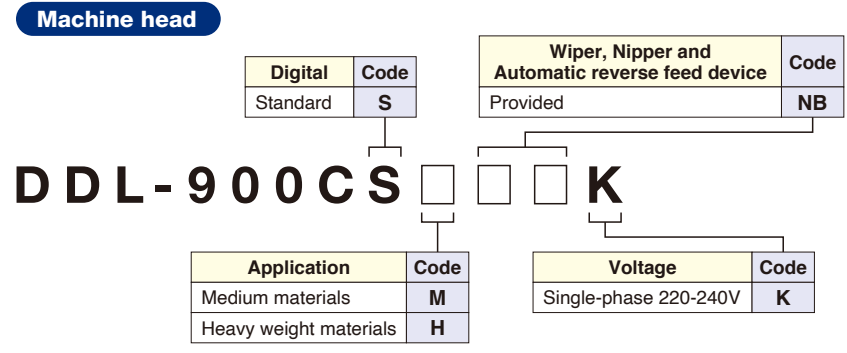 Machine head
Digital Code
Standard S
Wiper, Nipper and
Automatic reverse feed device Code
Provided NB
DDL-900CS□□□K
Application Code
Medium materials M
Heavy weight materials H
Voltage Code
Single-phase 220-240V K